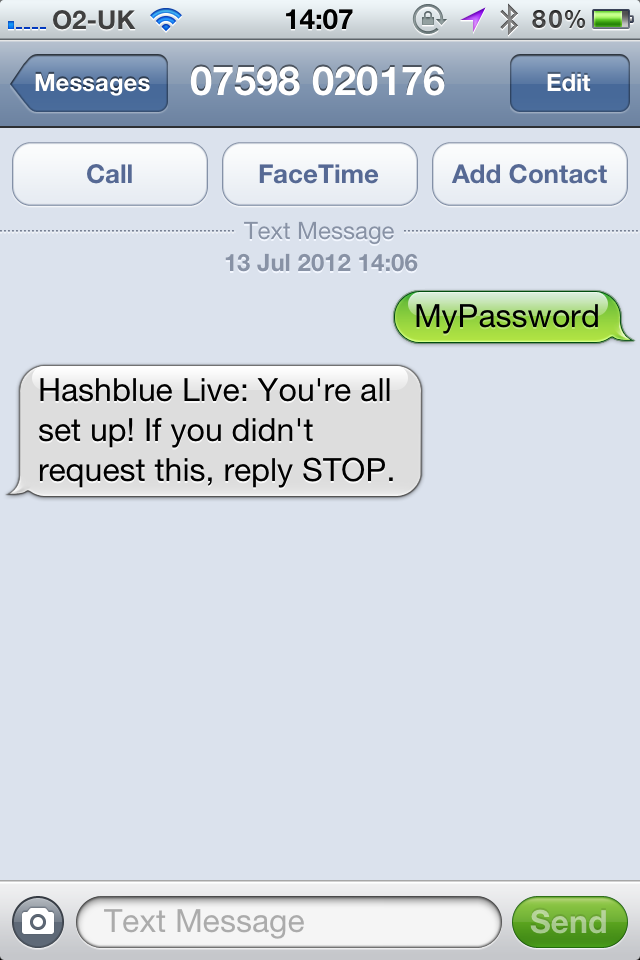 O2-UK 14:07 80%
Messages 07598 020176 Edit
Call FaceTime Add Contact
Text Message
13 Jul 2012 14:06
MyPassword
Hashblue Live: You're all
set up! If you didn't
request this, reply STOP.
Text Message Send